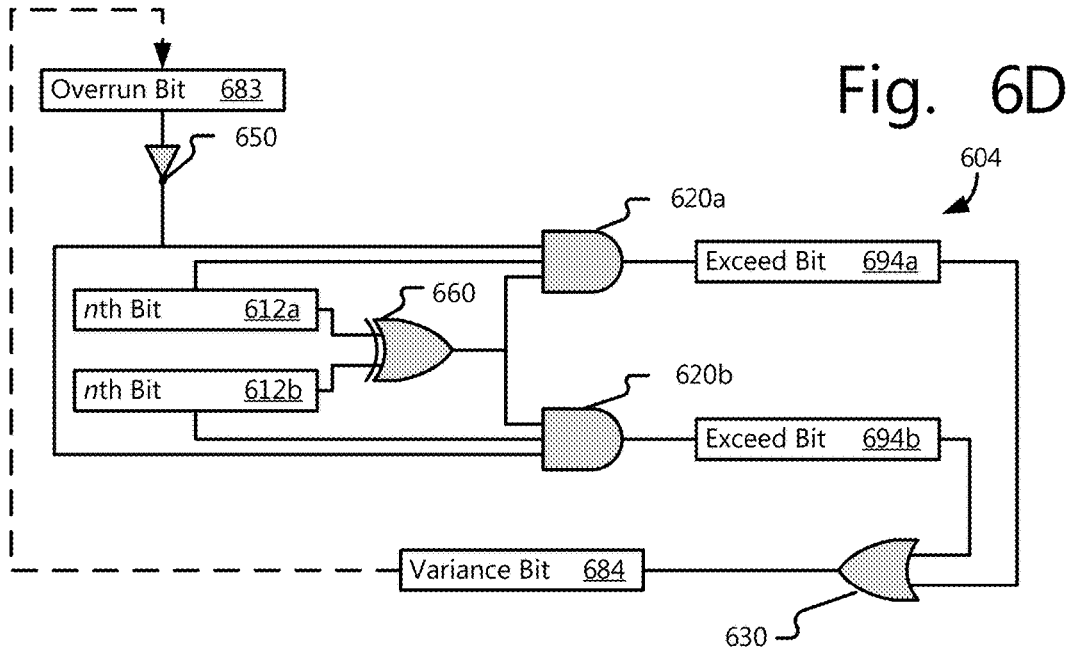 Fig. 6D
Overrun Bit 683
650
604
620a
Exceed Bit 694a
nth Bit 612a
660
nth Bit 612b
620b
Exceed Bit 694b
Variance Bit 684
630